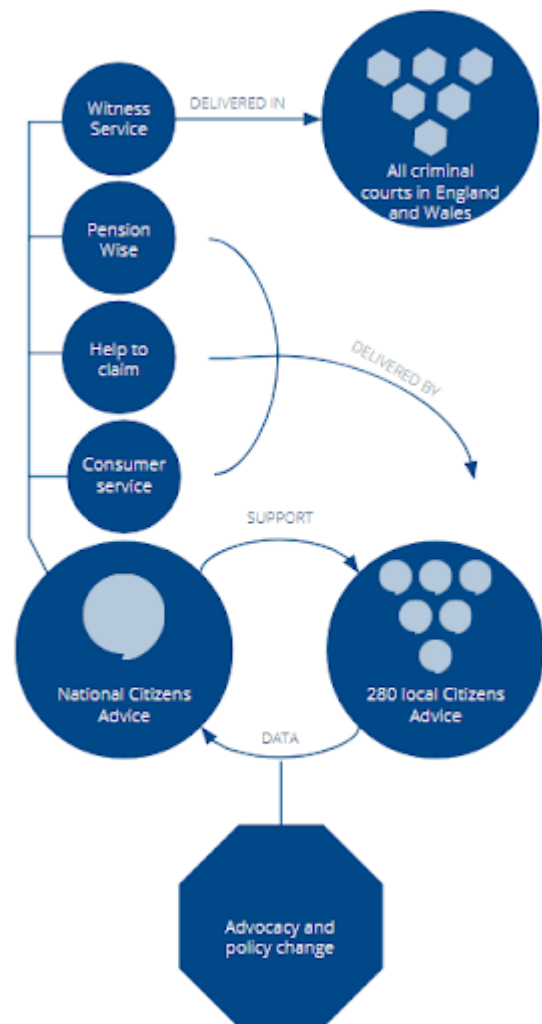 Witness
Service
DELIVERED IN
All criminal
courts in England
and Wales
Pension
Wise
Help to
claim
DELIVERED BY
Consumer
service
SUPPORT
National Citizens
Advice
280 local Citizens
Advice
DATA
Advocacy and
policy change